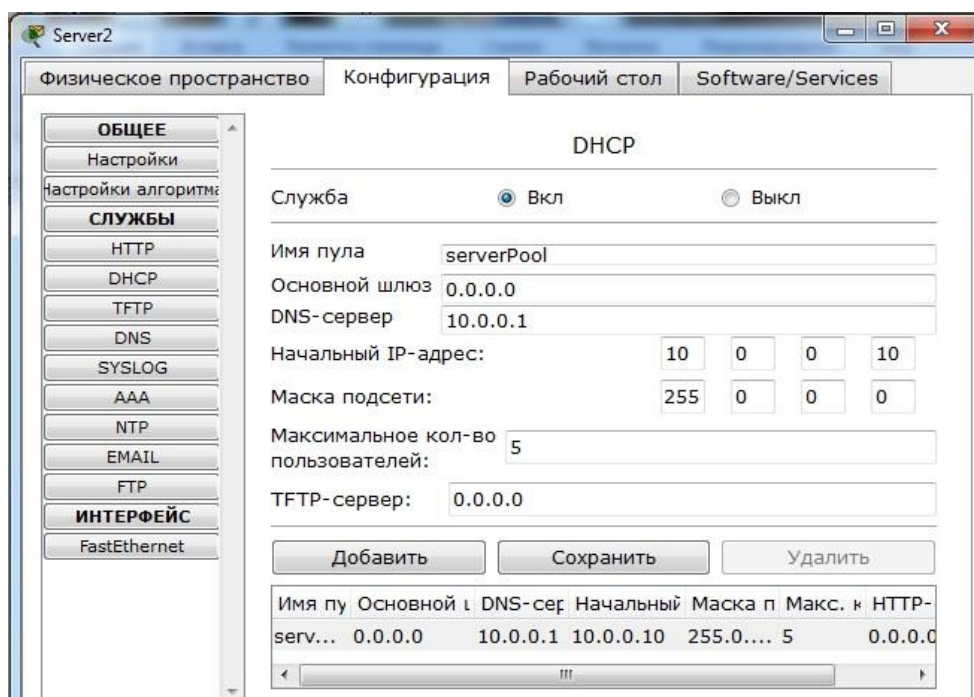 Server2
Физическое пространство Конфигурация Рабочий стол Software/Services
ОБЩЕЕ
Настройки
Настройки алгоритма
СЛУЖБЫ
HTTP
DHCP
TFTP
DNS
SYSLOG
AAA
NTP
EMAIL
FTP
ИНТЕРФЕЙС
FastEthernet
DHCP
Служба Вкл Выкл
Имя пула serverPool
Основной шлюз 0.0.0.0
DNS-сервер 10.0.0.1
Начальный IP-адрес: 10 0 0 10
Маска подсети: 255 0 0 0
Максимальное кол-во
пользователей: 5
TFTP-сервер: 0.0.0.0
Добавить Сохранить Удалить
Имя пу Основной ш DNS-сер Начальный Маска п Макс. к HTTP-
serv... 0.0.0.0 10.0.0.1 10.0.0.10 255.0.... 5 0.0.0.0